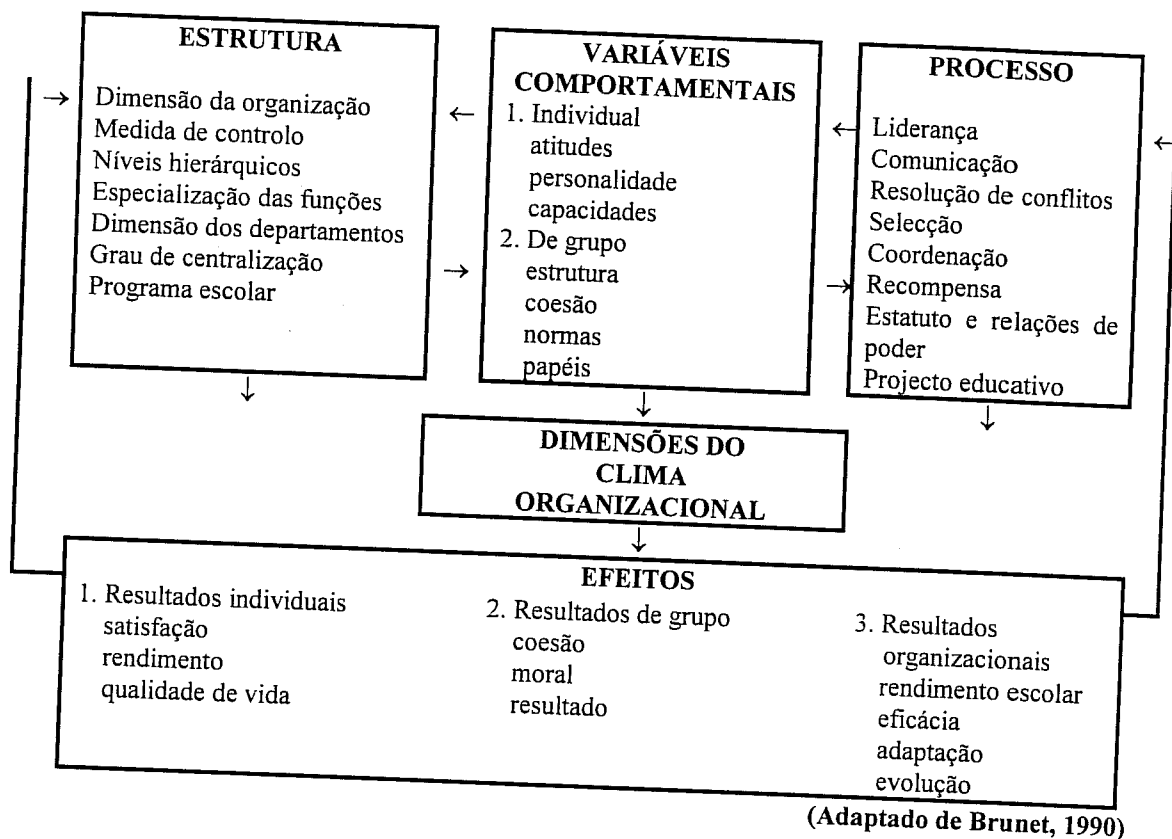 ESTRUTURA
Dimensão da organização
Medida de controlo
Níveis hierárquicos
Especialização das funções
Dimensão dos departamentos
Grau de centralização
Programa escolar
VARIÁVEIS
COMPORTAMENTAIS
1. Individual
atitudes
personalidade
capacidades
2. De grupo
estrutura
coesão
normas
papéis
PROCESSO
Liderança
Comunicação
Resolução de conflitos
Selecção
Coordenação
Recompensa
Estatuto e relações de
poder
Projecto educativo
DIMENSÕES DO
CLIMA
ORGANIZACIONAL
EFEITOS
1. Resultados individuais
satisfação
rendimento
qualidade de vida
2. Resultados de grupo
coesão
moral
resultado
3. Resultados
organizacionais
rendimento escolar
eficácia
adaptação
evolução
(Adaptado de Brunet, 1990)